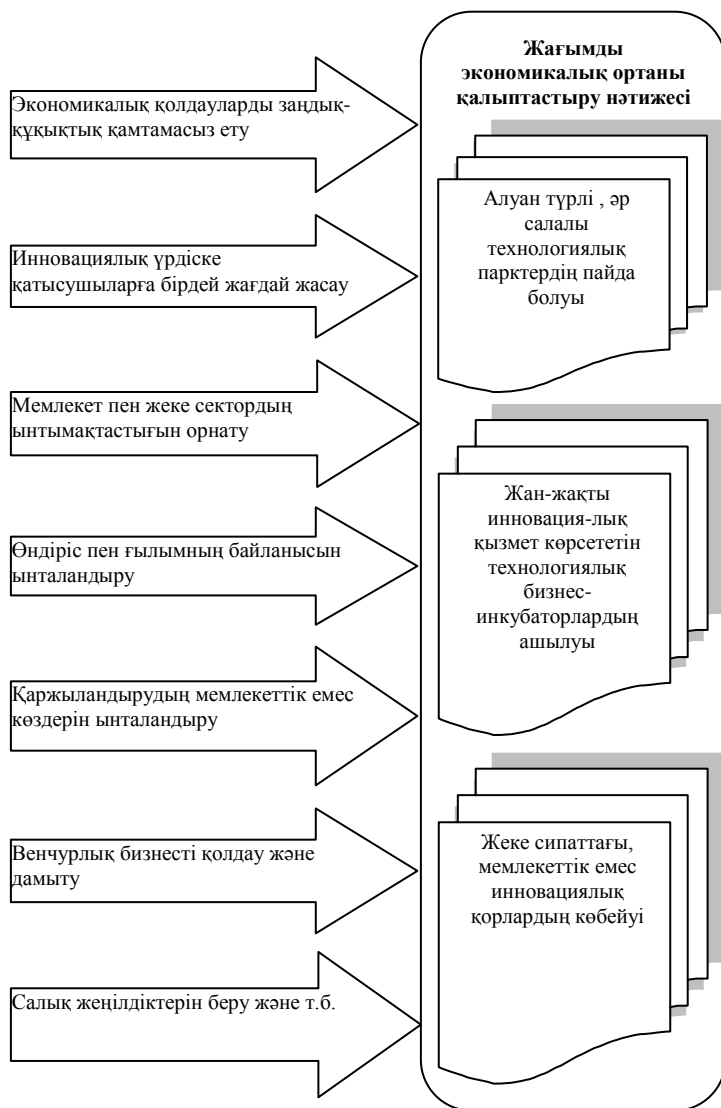 Экономикалық қолдауларды заңдық-
құқықтық қамтамасыз ету
Инновациялық үрдіске
қатысушыларға бірдей жағдай жасау
Мемлекет пен жеке сектордың
ынтымақтастығын орнату
Өндіріс пен ғылымның байланысын
ынталандыру
Қаржыландырудың мемлекеттік емес
көздерін ынталандыру
Венчурлық бизнесті қолдау және
дамыту
Салық жеңілдіктерін беру және т.б.
Жағымды
экономикалық ортаны
қалыптастыру нәтижесі
Алуан түрлі , әр
салалы
технологиялық
парктердің пайда
болуы
Жан-жақты
инновация-лық
қызмет көрсететін
технологиялық
бизнес-
инкубаторлардың
ашылуы
Жеке сипаттағы,
мемлекеттік емес
инновациялық
қорлардың көбейуі